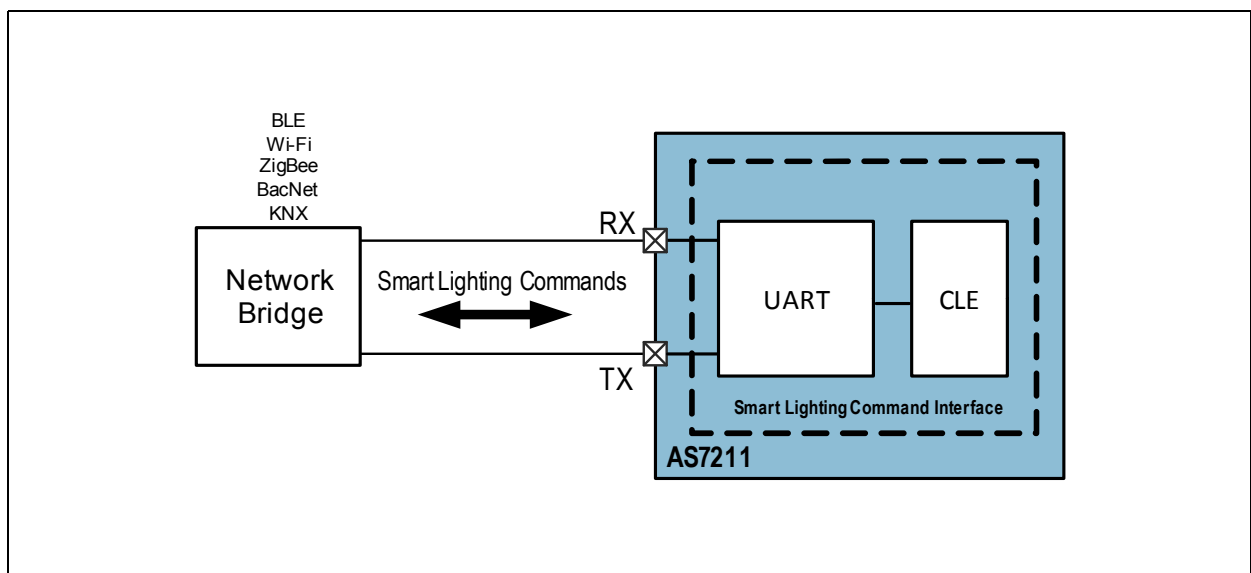 BLE
Wi-Fi
ZigBee
BacNet
KNX
Network
Bridge
Smart Lighting Commands
RX
TX
UART
CLE
Smart Lighting Command Interface
AS7211